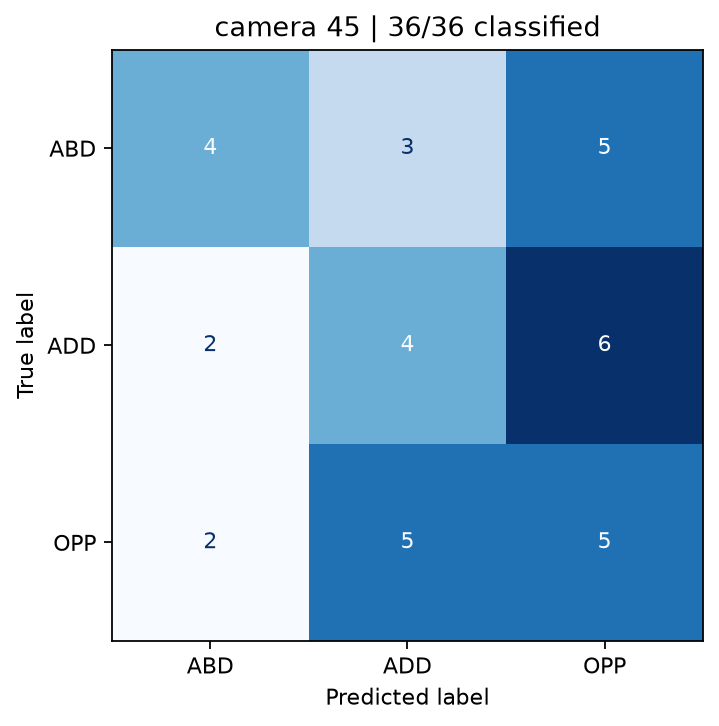 camera 45 | 36/36 classified
True label
ABD 4 3 5
ADD 2 4 6
OPP 2 5 5
ABD ADD OPP
Predicted label